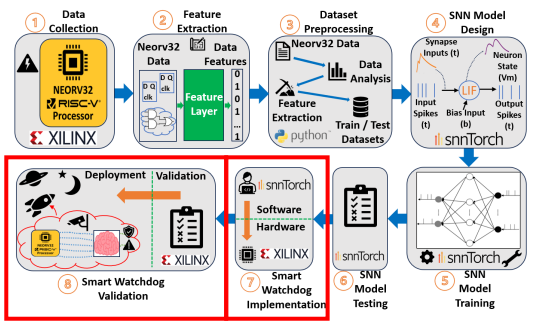 1
Data
Collection
NEORV32
RISC-V®
Processor
XILINX
2
Feature
Extraction
Neorv32
Data
Data
Features
D Q
clk
D Q
clk
Feature
Layer
0
1
0
1
...
1
3
Dataset
Preprocessing
Neorv32 Data
Data
Analysis
Feature
Extraction
python™
Train / Test
Datasets
4
SNN Model
Design
Synapse
Inputs (t)
Neuron
State
(Vm)
LIF
Input
Spikes
(t)
Bias Input
(b)
Output
Spikes
(t)
snnTorch
snnTorch
5
SNN
Model
Training
snnTorch
6
SNN
Model
Testing
snnTorch
Software
Hardware
XILINX
7
Smart
Watchdog
Implementation
Deployment
Validation
NEORV32
RISC-V
Processor
XILINX
8
Smart Watchdog
Validation